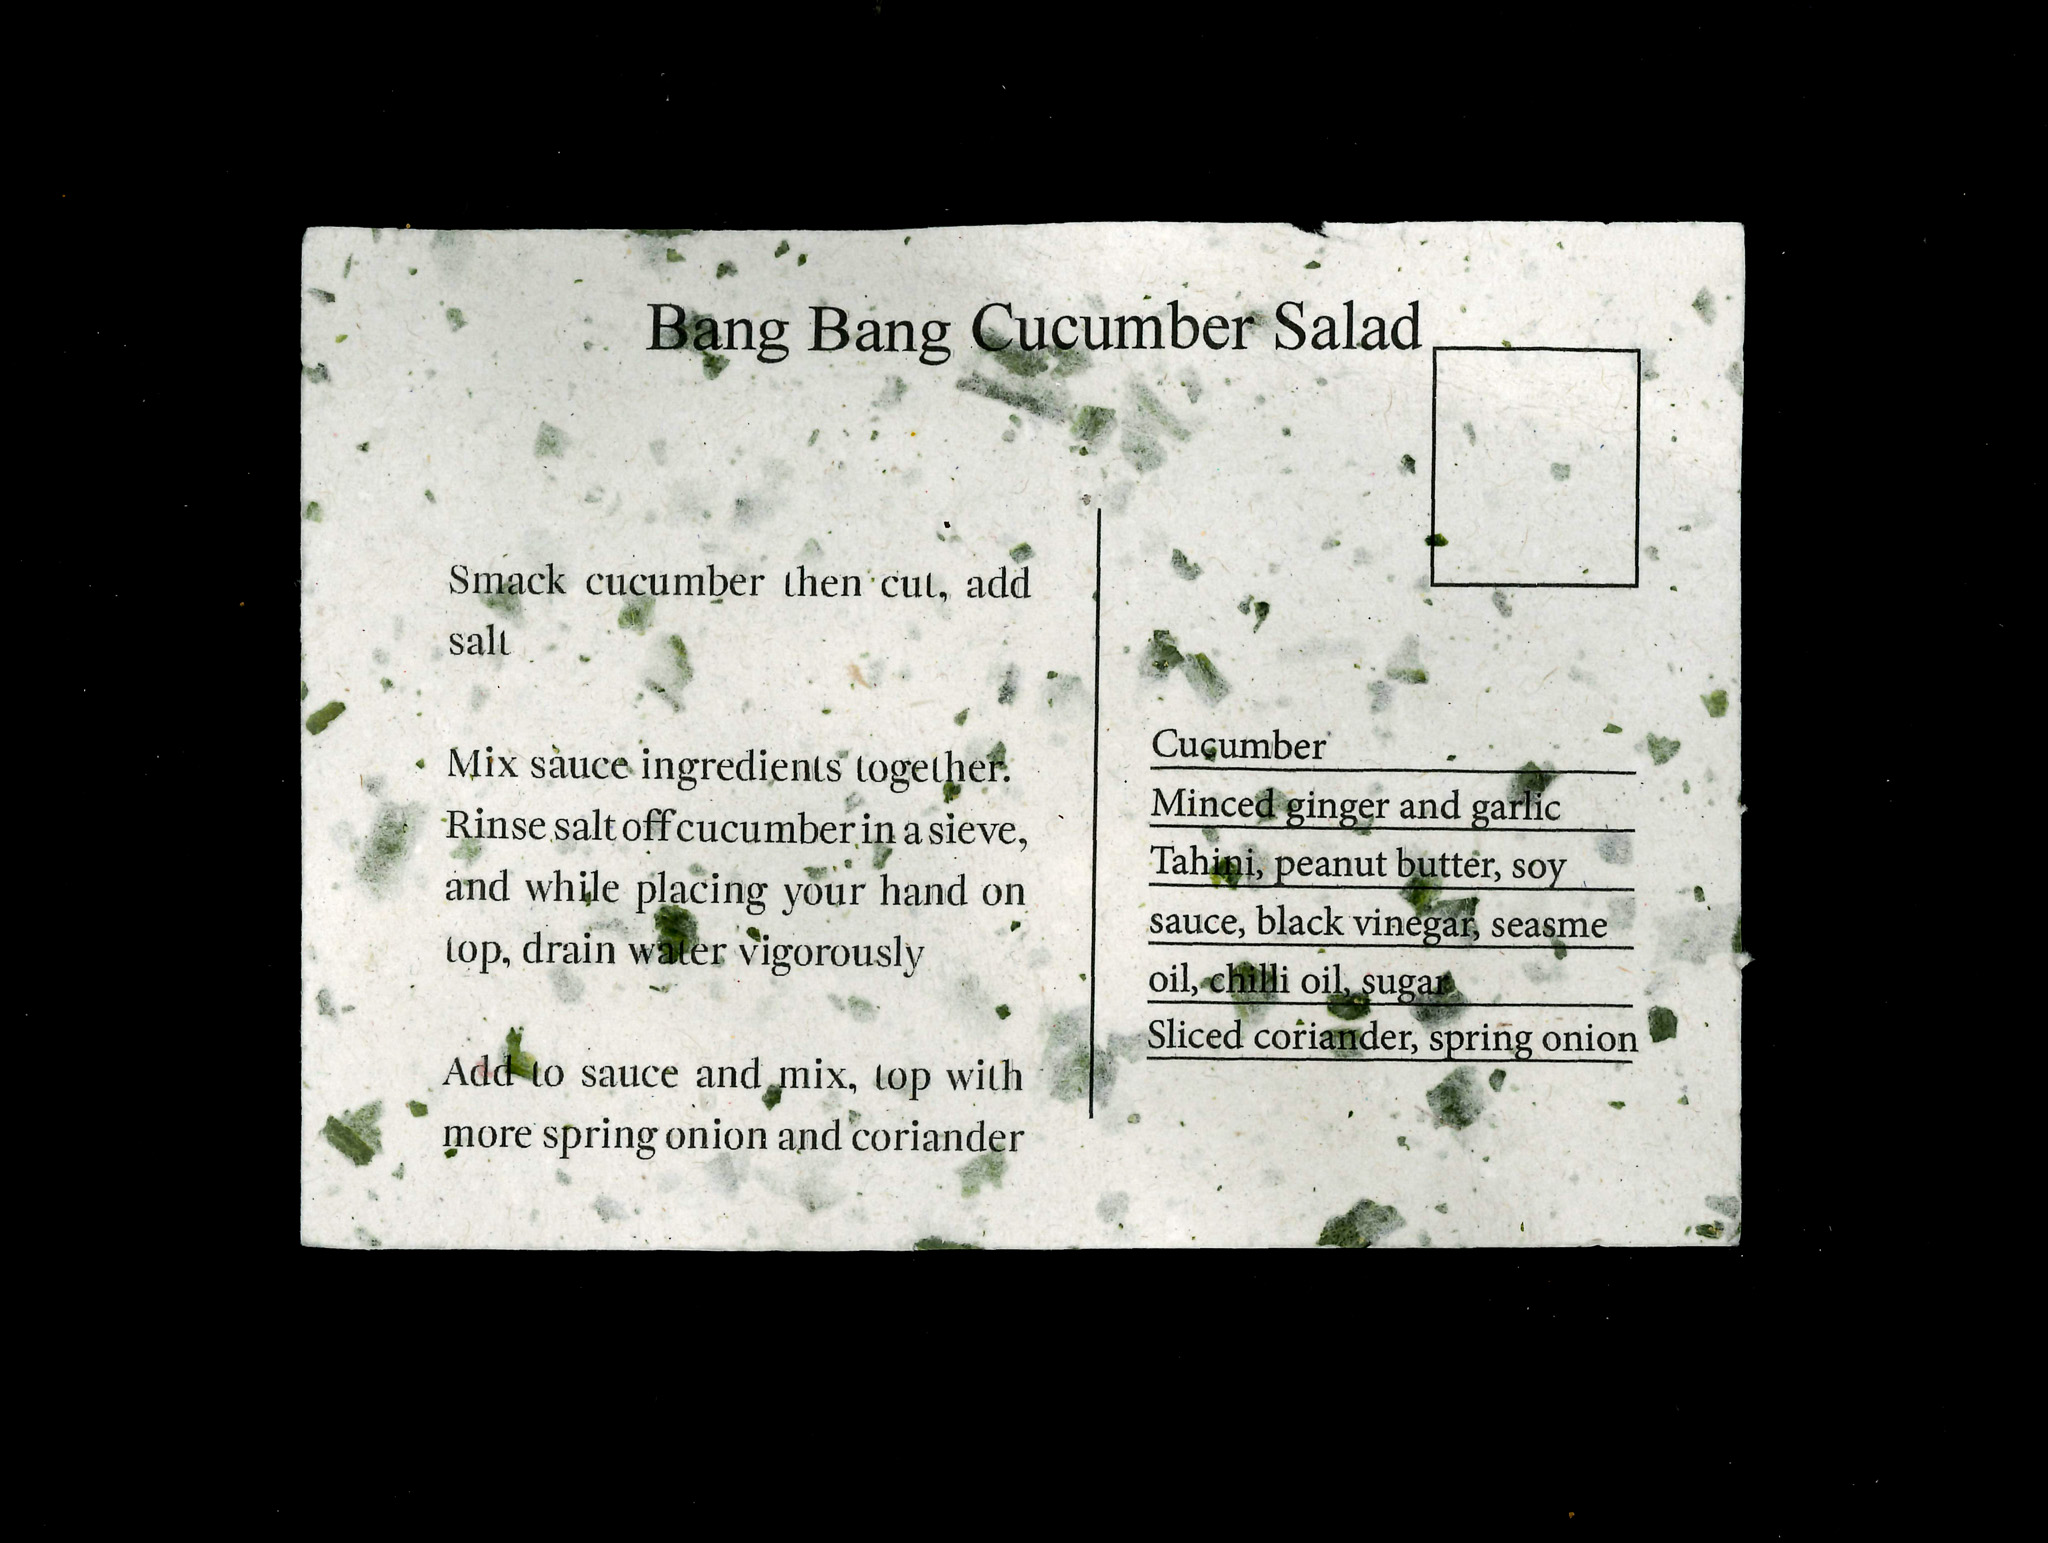 Bang Bang Cucumber Salad
Smack cucumber then cut, add
salt
Mix sauce ingredients together.
Rinse salt off cucumber in a sieve,
and while placing your hand on
top, drain water vigorously
Add to sauce and mix, top with
more spring onion and coriander
Cucumber
Minced ginger and garlic
Tahini, peanut butter, soy
sauce, black vinegar, seasme
oil, chilli oil, sugar
Sliced coriander, spring onion